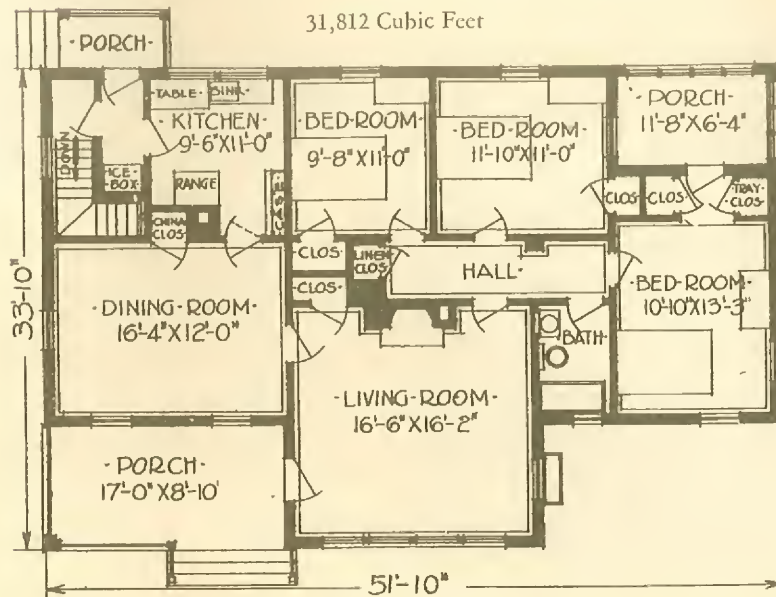 31,812 Cubic Feet
·PORCH·
TABLE
SINK
·KITCHEN·
9'-6"X11'-0"
DOWN
ICE-
BOX
RANGE
CASE
CHINA
CLOS
·BED-ROOM·
9'-8"X11'-0"
·BED-ROOM·
11'-10"X11'-0"
·PORCH·
11'-8"X6'-4"
CLOS
CLOS
TRAY-
CLOS
CLOS
LINEN
CLOS
HALL·
CLOS
33'-10"
·DINING-ROOM·
16'-4"X12'-0"
·BED-ROOM·
10'-10"X13'-3"
BATH
·LIVING-ROOM·
16'-6"X16'-2"
·PORCH·
17'-0"X8'-10'
51'-10"